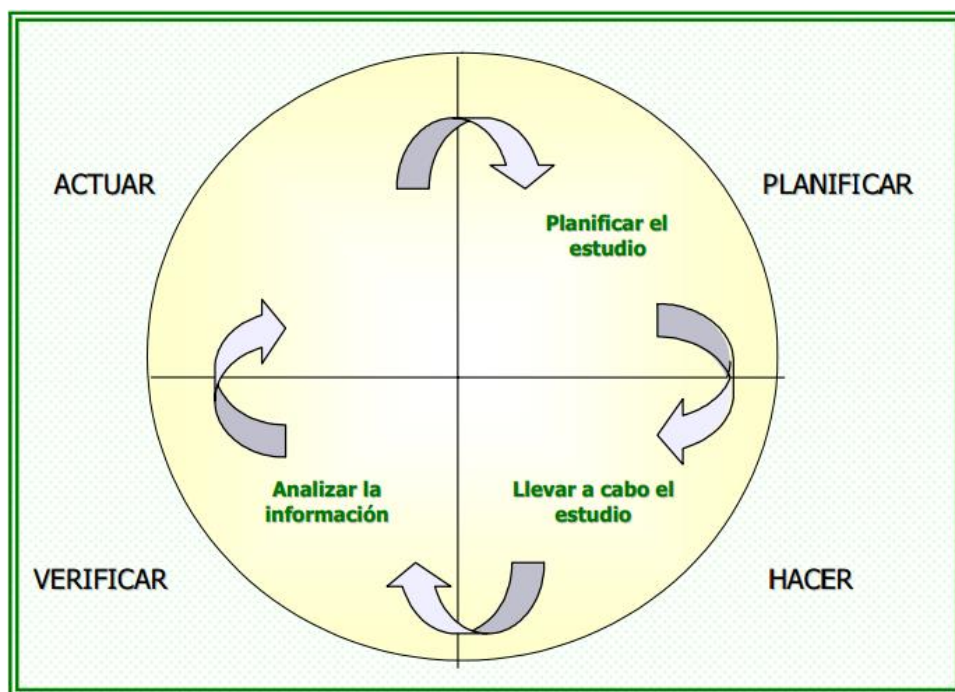 ACTUAR
PLANIFICAR
Planificar el
estudio
Analizar la
información
Llevar a cabo el
estudio
VERIFICAR
HACER